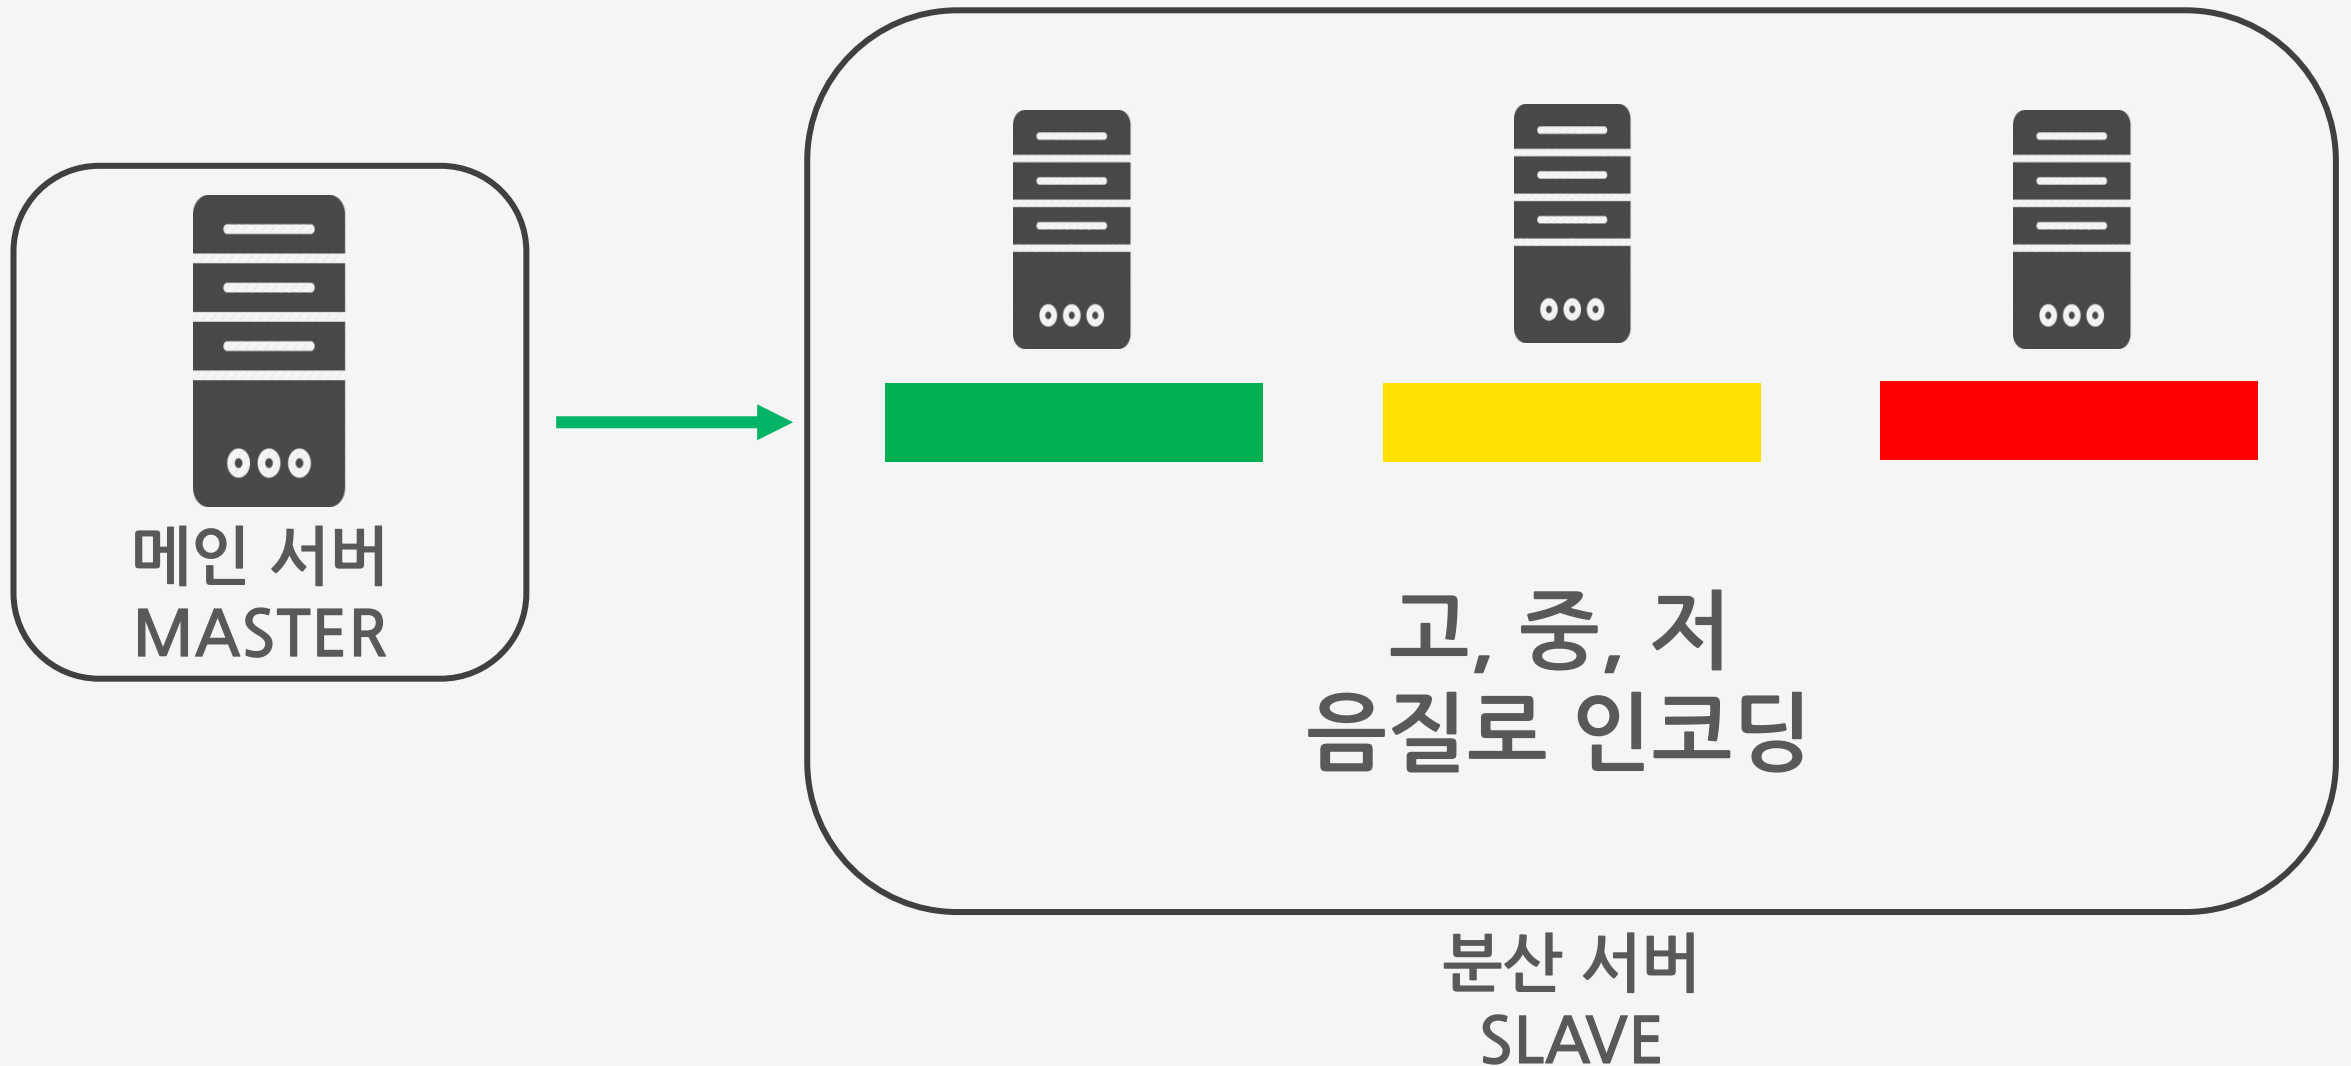 메인 서버
MASTER
고, 중, 저
음질로 인코딩
분산 서버
SLAVE